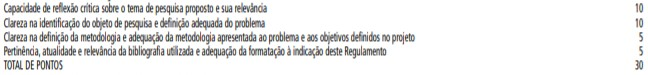 Capacidade de reflexão crítica sobre o tema de pesquisa proposto e sua relevância 10
Clareza na identificação do objeto de pesquisa e definição adequada do problema 10
Clareza na definição da metodologia e adequação da metodologia apresentada ao problema e aos objetivos definidos no projeto 5
Pertinência, atualidade e relevância da bibliografia utilizada e adequação da formatação à indicação deste Regulamento 5
TOTAL DE PONTOS 30